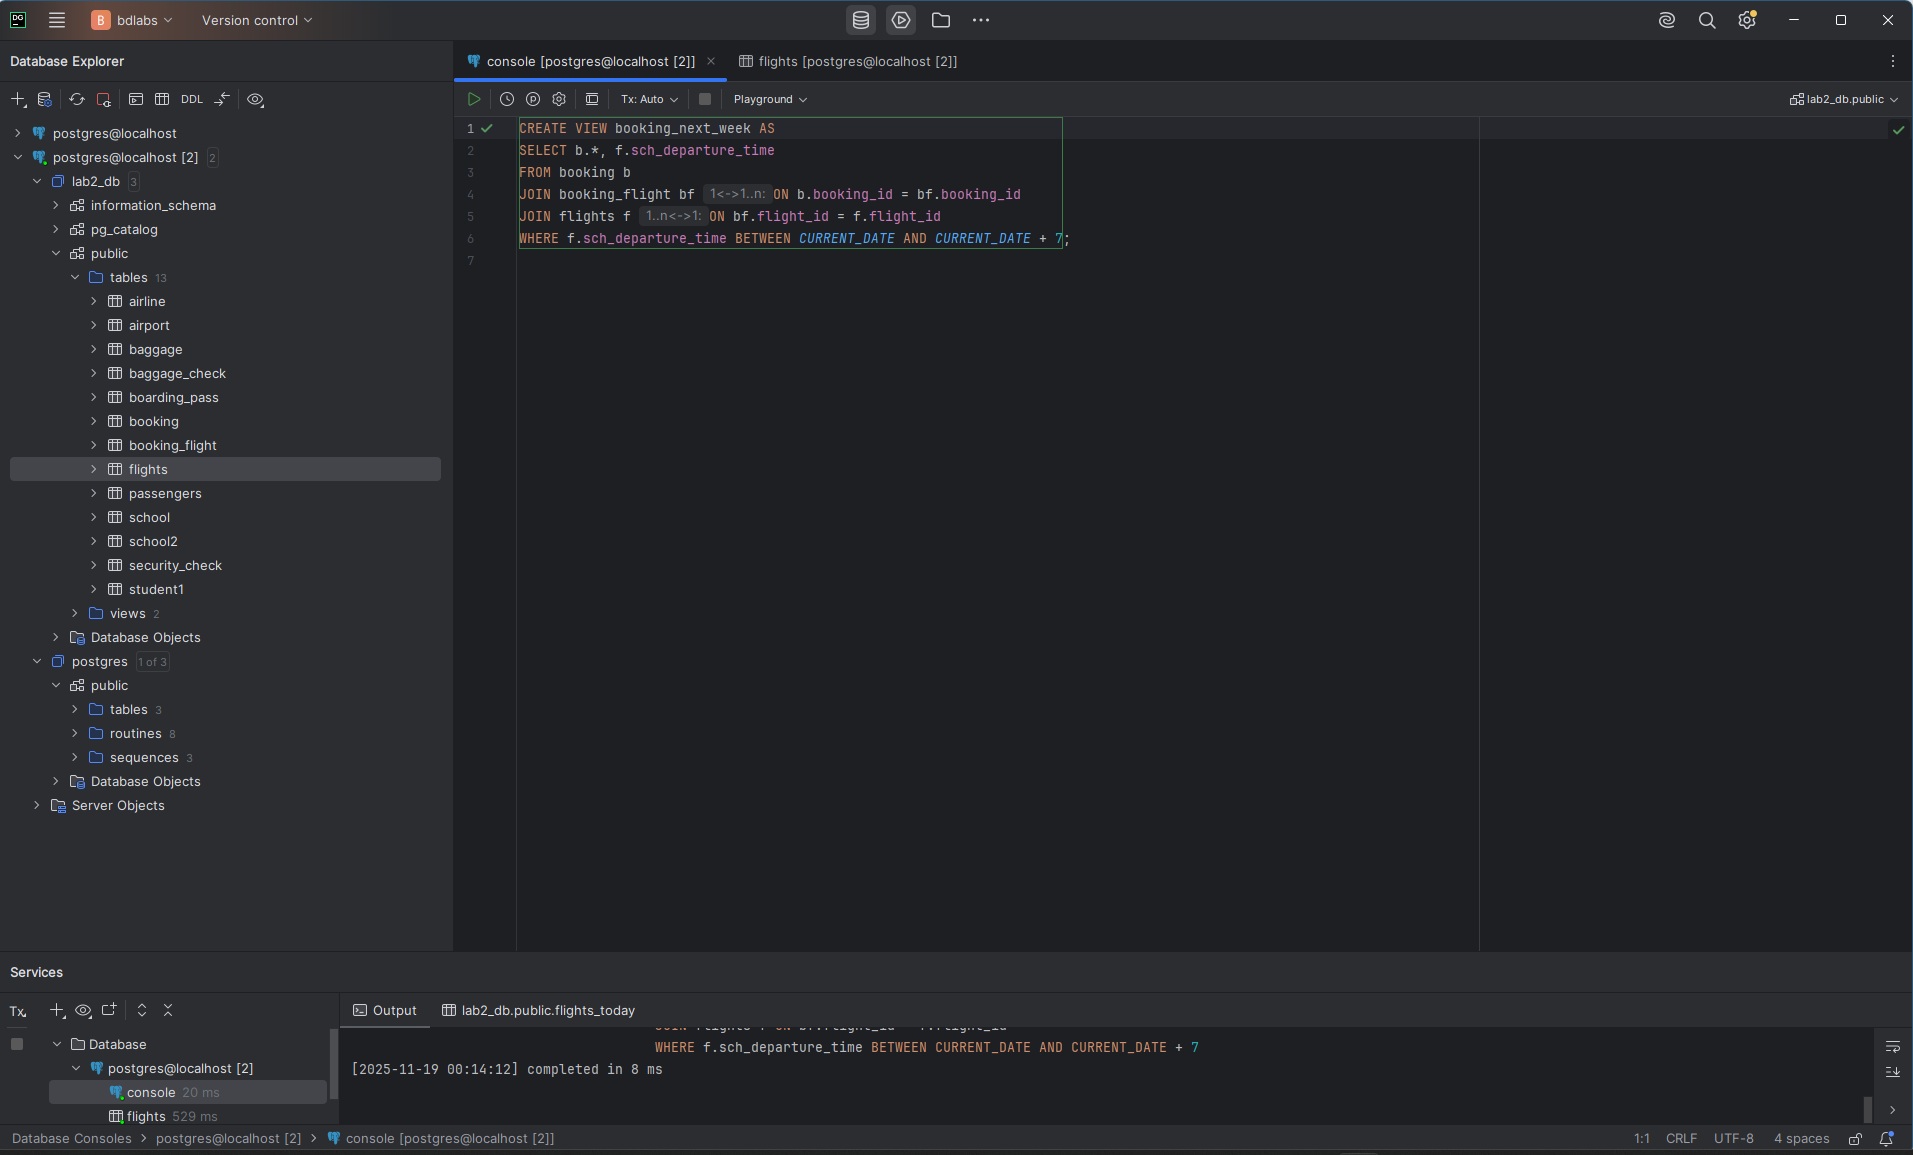 DG
B bdlabs
Version control
Database Explorer
console [postgres@localhost [2]]
flights [postgres@localhost [2]]
DDL
Tx: Auto
Playground
lab2_db.public
postgres@localhost
postgres@localhost [2] 2
lab2_db 3
information_schema
pg_catalog
public
tables 13
airline
airport
baggage
baggage_check
boarding_pass
booking
booking_flight
flights
passengers
school
school2
security_check
student1
views 2
Database Objects
postgres 1 of 3
public
tables 3
routines 8
sequences 3
Database Objects
Server Objects
1 CREATE VIEW booking_next_week AS
2 SELECT b.*, f.sch_departure_time
3 FROM booking b
4 JOIN booking_flight bf 1<->1..n: ON b.booking_id = bf.booking_id
5 JOIN flights f 1..n<->1: ON bf.flight_id = f.flight_id
6 WHERE f.sch_departure_time BETWEEN CURRENT_DATE AND CURRENT_DATE + 7;
7
Services
Tx
Database
postgres@localhost [2]
console 20 ms
flights 529 ms
Output
lab2_db.public.flights_today
JOIN flights f ON bf.flight_id = f.flight_id
WHERE f.sch_departure_time BETWEEN CURRENT_DATE AND CURRENT_DATE + 7
[2025-11-19 00:14:12] completed in 8 ms
Database Consoles > postgres@localhost [2] > console [postgres@localhost [2]]
1:1 CRLF UTF-8 4 spaces